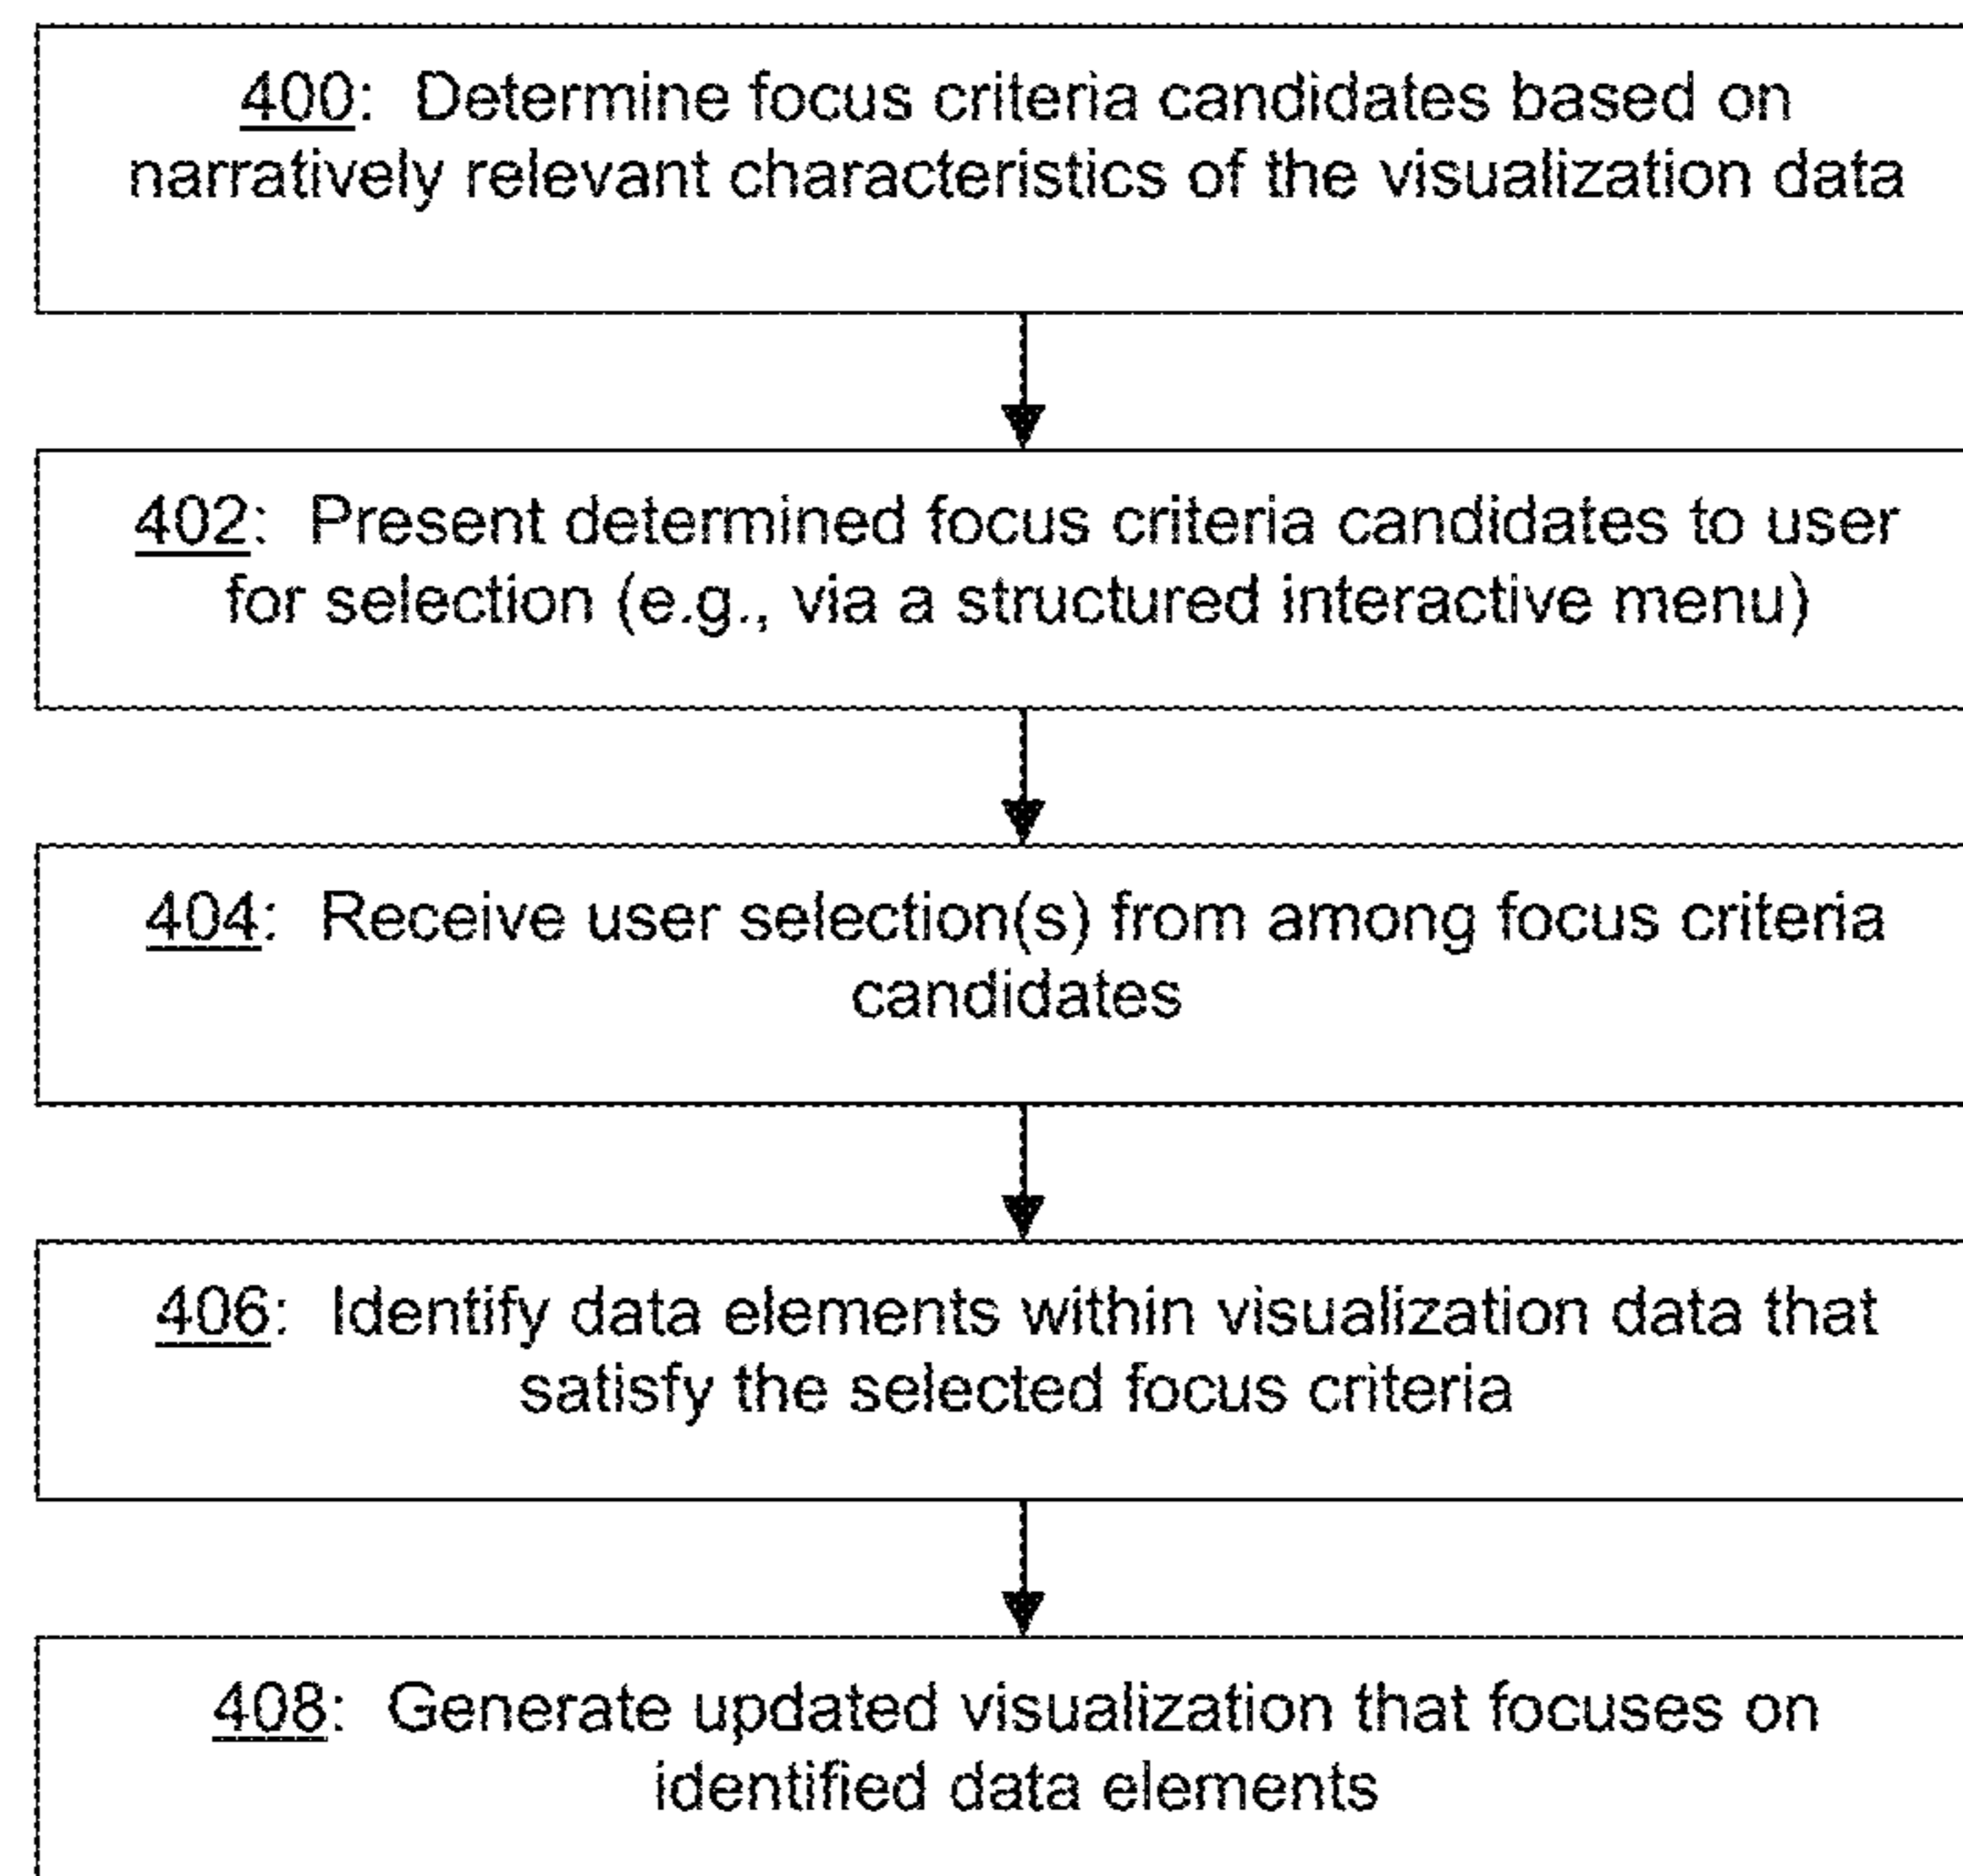 400: Determine focus criteria candidates based on
narratively relevant characteristics of the visualization data
402: Present determined focus criteria candidates to user
for selection (e.g., via a structured interactive menu)
404: Receive user selection(s) from among focus criteria
candidates
406: Identify data elements within visualization data that
satisfy the selected focus criteria
408: Generate updated visualization that focuses on
identified data elements